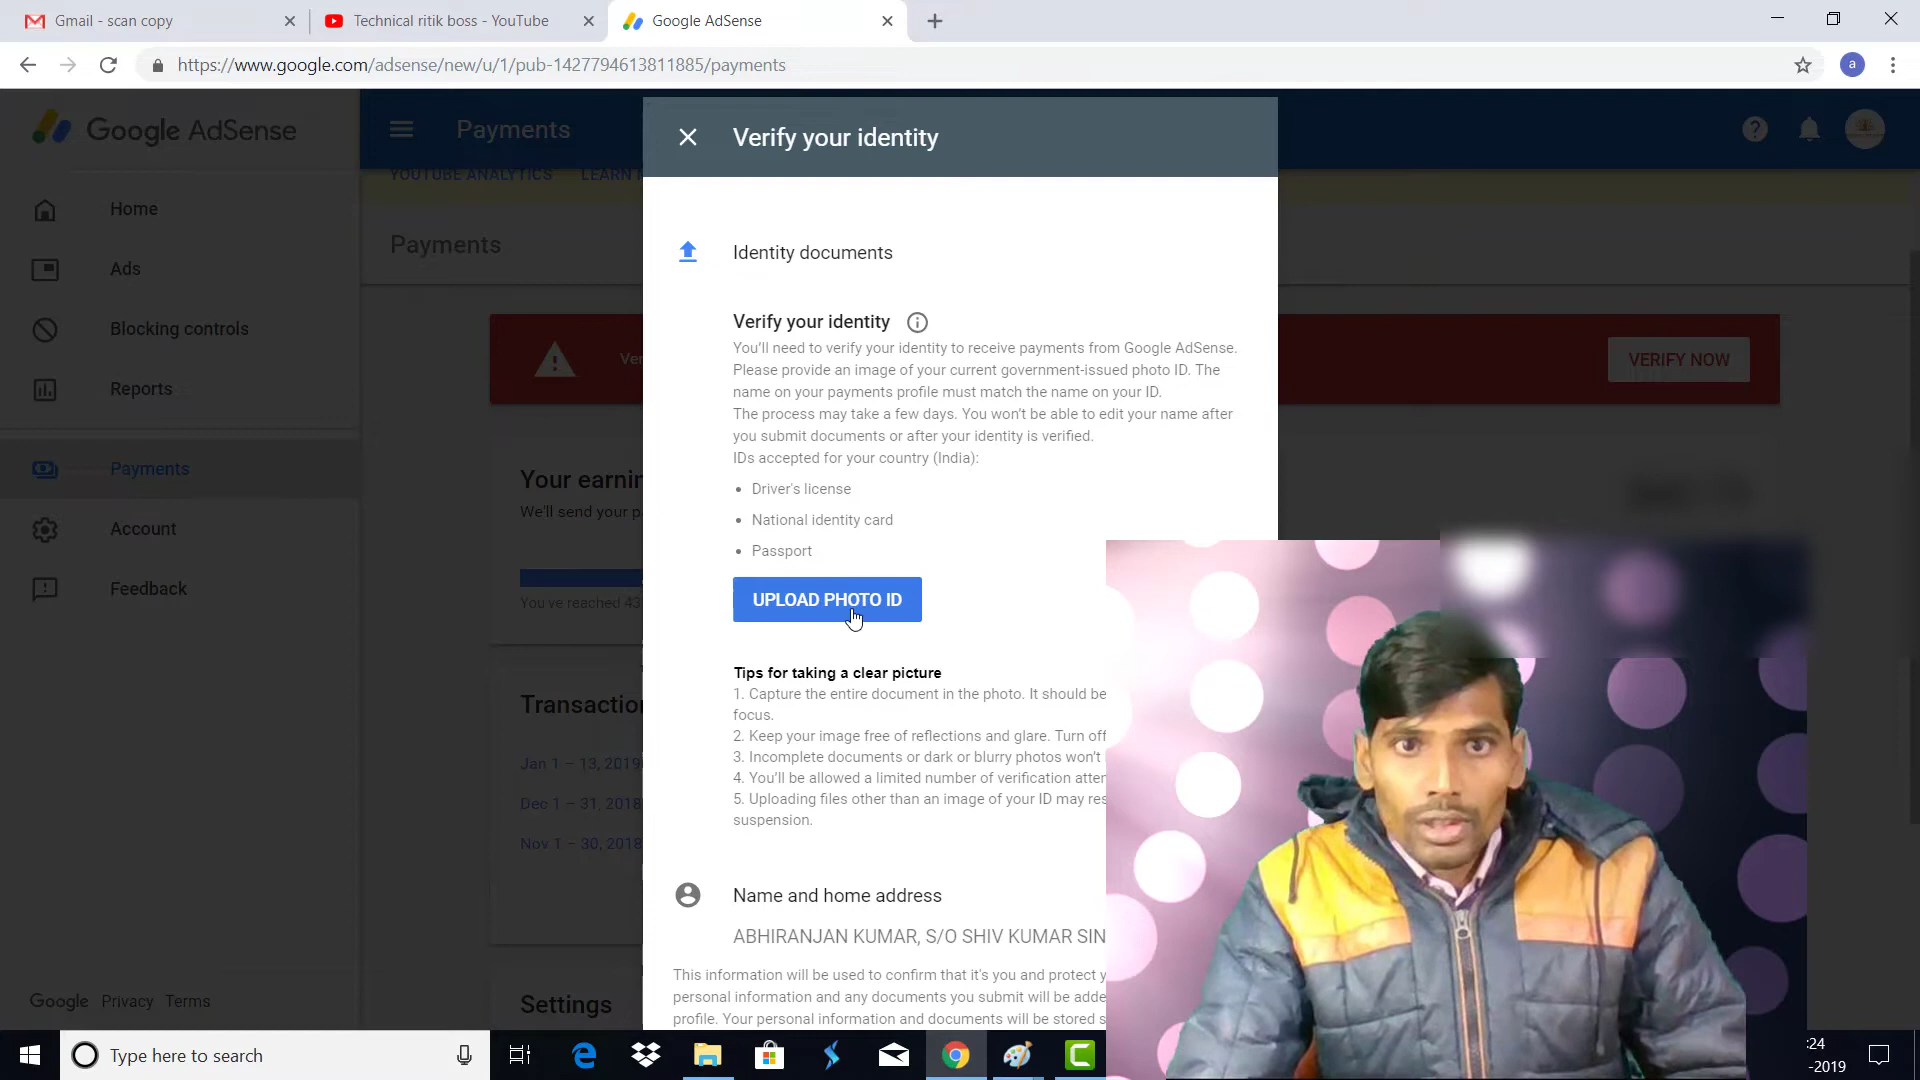 Gmail - scan copy
Technical ritik boss - YouTube
Google AdSense
https://www.google.com/adsense/new/u/1/pub-1427794613811885/payments
a
Google AdSense
Payments
Verify your identity
YOUTUBE ANALYTICS
LEARN
Home
Ads
Blocking controls
Reports
Payments
Account
Feedback
Google Privacy Terms
Payments
VERIFY NOW
Your earnin
We'll send your p
You've reached 43
Transaction
Jan 1 – 13, 2019
Dec 1 – 31, 2018
Nov 1 – 30, 2018
Settings
Identity documents
Verify your identity
You'll need to verify your identity to receive payments from Google AdSense.
Please provide an image of your current government-issued photo ID. The
name on your payments profile must match the name on your ID.
The process may take a few days. You won't be able to edit your name after
you submit documents or after your identity is verified.
IDs accepted for your country (India):
• Driver's license
• National identity card
• Passport
UPLOAD PHOTO ID
Tips for taking a clear picture
1. Capture the entire document in the photo. It should be
focus.
2. Keep your image free of reflections and glare. Turn off
3. Incomplete documents or dark or blurry photos won't
4. You'll be allowed a limited number of verification atten
5. Uploading files other than an image of your ID may res
suspension.
Name and home address
ABHIRANJAN KUMAR, S/O SHIV KUMAR SIN
This information will be used to confirm that it's you and protect y
personal information and any documents you submit will be adde
profile. Your personal information and documents will be stored s
Type here to search
:24
-2019